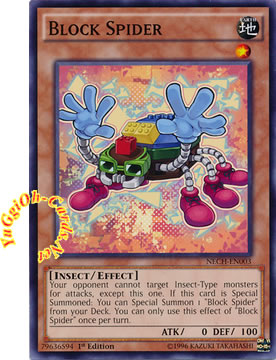 BLOCK SPIDER
EARTH
地
YuGiOh-Cards.Net
NECH-EN003
[INSECT/EFFECT]
Your opponent cannot target Insect-Type monsters
for attacks, except this one. If this card is Special
Summoned: You can Special Summon 1 "Block Spider"
from your Deck. You can only use this effect of "Block
Spider" once per turn.
ATK/ 0 DEF/ 100
79636594 1st Edition ©1996 KAZUKI TAKAHASHI